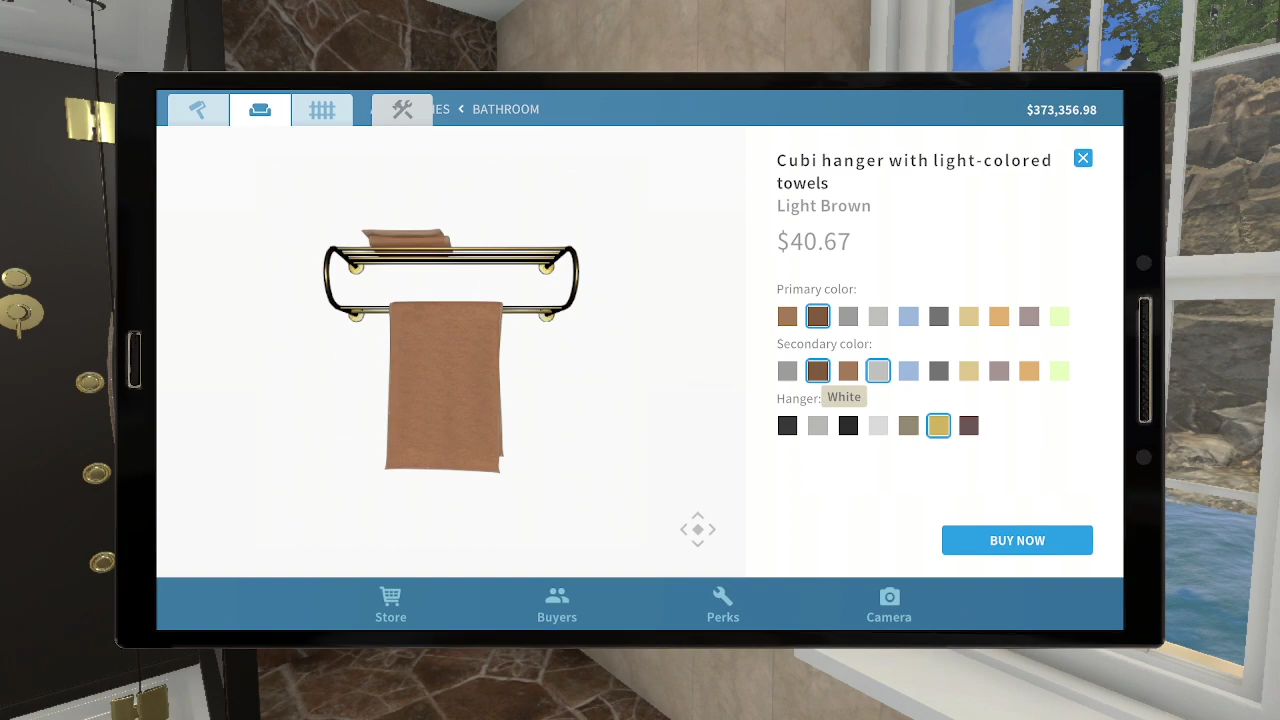 ES < BATHROOM
$373,356.98
Cubi hanger with light-colored
towels
Light Brown
$40.67
Primary color:
Secondary color:
Hanger:
White
BUY NOW
Store
Buyers
Perks
Camera